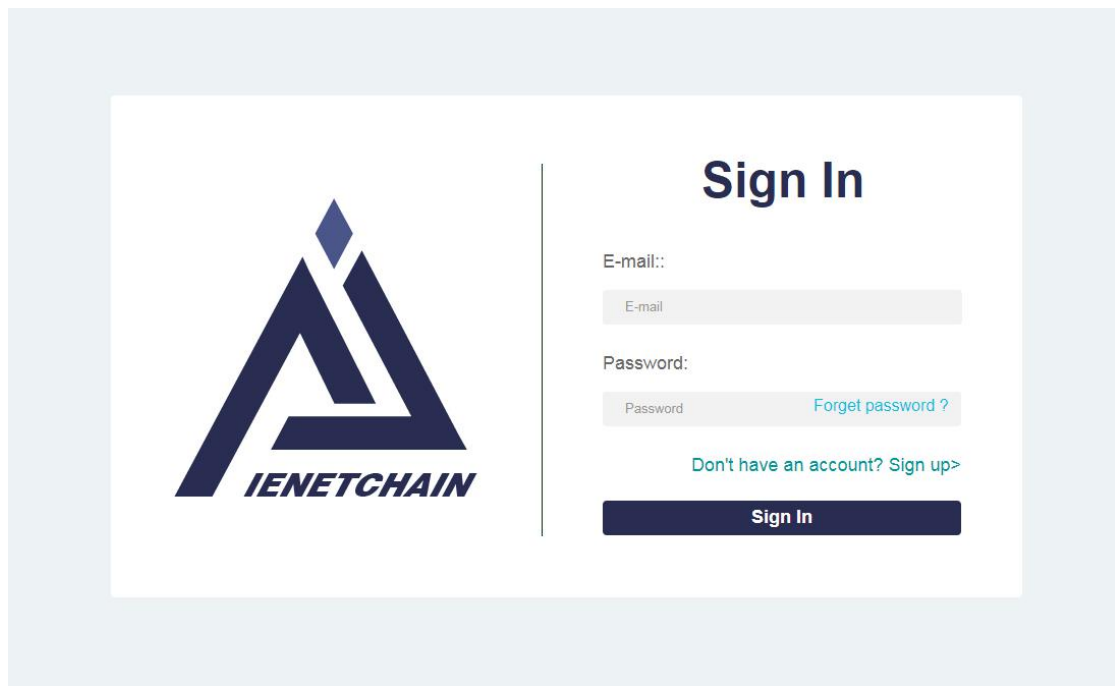 IENETCHAIN
Sign In
E-mail::
E-mail
Password:
Password
Forget password ?
Don't have an account? Sign up>
Sign In